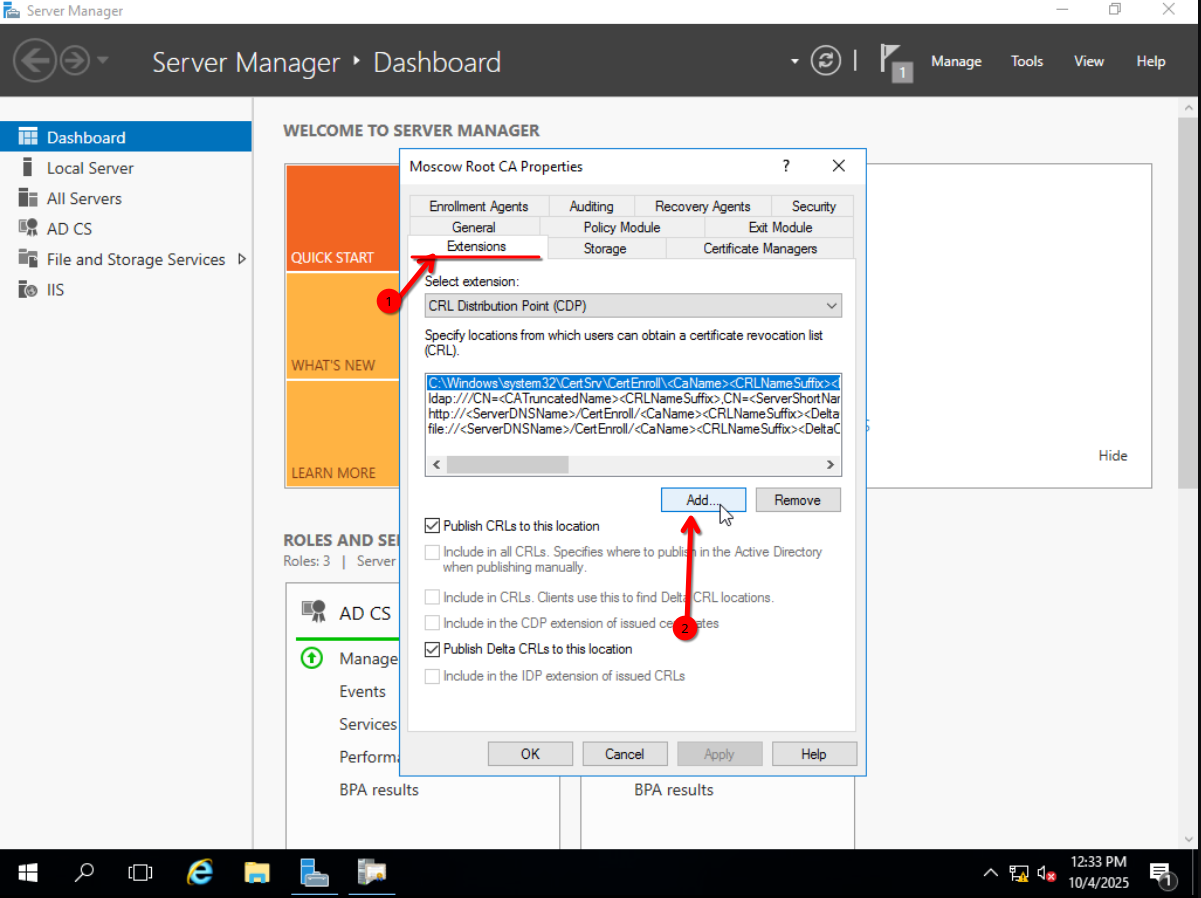 Server Manager
Server Manager ‣ Dashboard
1
Manage
Tools
View
Help
Dashboard
Local Server
All Servers
AD CS
File and Storage Services
IIS
WELCOME TO SERVER MANAGER
QUICK START
WHAT'S NEW
LEARN MORE
Hide
Moscow Root CA Properties
?
Enrollment Agents
Auditing
Recovery Agents
Security
General
Policy Module
Exit Module
Extensions
Storage
Certificate Managers
1
Select extension:
CRL Distribution Point (CDP)
Specify locations from which users can obtain a certificate revocation list
(CRL).
C:\Windows\system32\CertSrv\CertEnroll\<CaName><CRLNameSuffix><
ldap:///CN=<CATruncatedName><CRLNameSuffix>,CN=<ServerShortNar
http://<ServerDNSName>/CertEnroll/<CaName><CRLNameSuffix><Delta
file://<ServerDNSName>/CertEnroll/<CaName><CRLNameSuffix><DeltaC
Add...
Remove
Publish CRLs to this location
Include in all CRLs. Specifies where to publish in the Active Directory
when publishing manually.
Include in CRLs. Clients use this to find Delta CRL locations.
Include in the CDP extension of issued certificates
2
Publish Delta CRLs to this location
Include in the IDP extension of issued CRLs
OK
Cancel
Apply
Help
ROLES AND SE
Roles: 3 | Server
AD CS
Manage
Events
Services
Performa
BPA results
BPA results
12:33 PM
10/4/2025
1